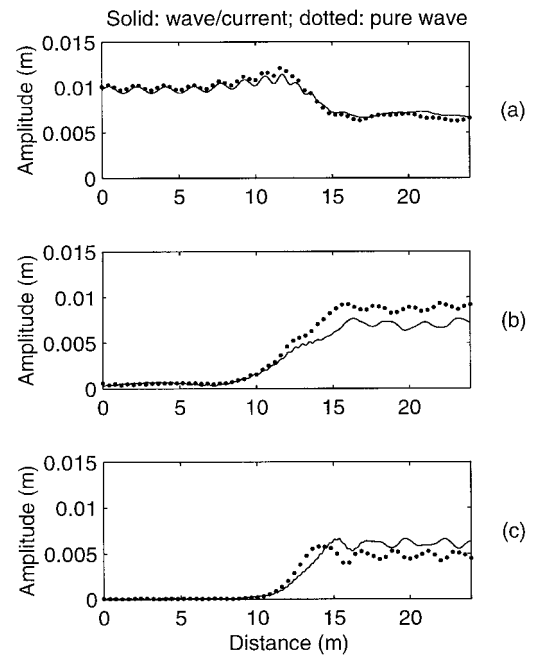 Solid: wave/current; dotted: pure wave
0.015
0.01
0.005
0
Amplitude (m)
0 5 10 15 20
(a)
0.015
0.01
0.005
0
Amplitude (m)
0 5 10 15 20
(b)
0.015
0.01
0.005
0
Amplitude (m)
0 5 10 15 20
Distance (m)
(c)